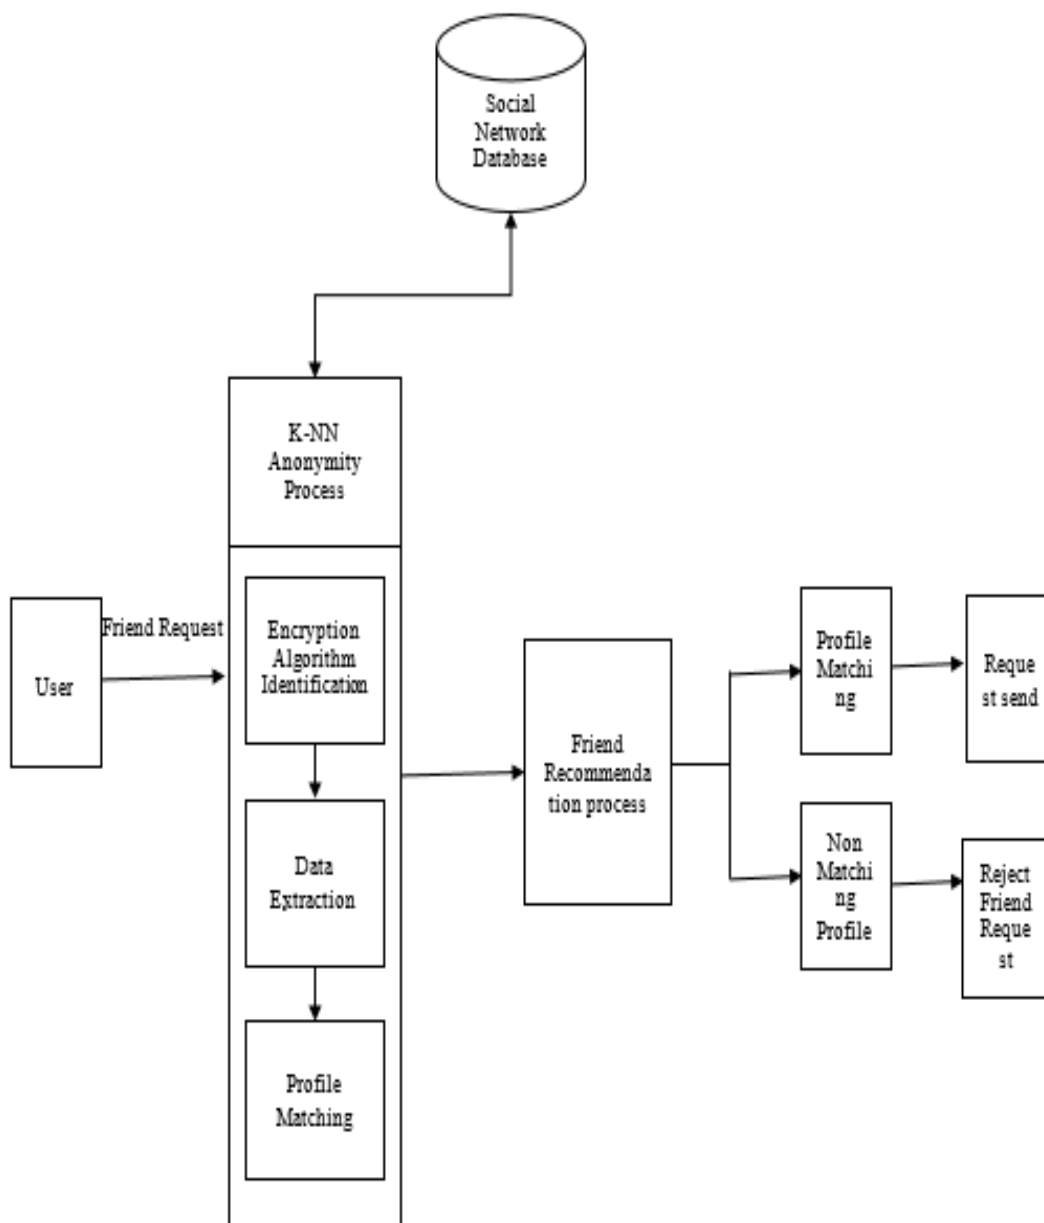 Social
Network
Database
K-NN
Anonymity
Process
Friend Request
User
Encryption
Algorithm
Identification
Data
Extraction
Profile
Matching
Friend
Recommenda
tion process
Profile
Matchi
ng
Reque
st send
Non
Matchi
ng
Profile
Reject
Friend
Reque
st